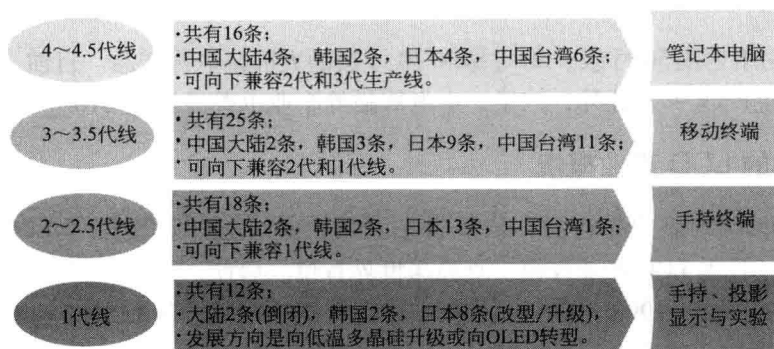 4～4.5代线
·共有16条；
·中国大陆4条，韩国2条，日本4条，中国台湾6条；
·可向下兼容2代和3代生产线。
笔记本电脑
3～3.5代线
·共有25条；
·中国大陆2条，韩国3条，日本9条，中国台湾11条；
·可向下兼容2代和1代线。
移动终端
2～2.5代线
·共有18条；
·中国大陆2条，韩国2条，日本13条，中国台湾1条；
·可向下兼容1代线。
手持终端
1代线
·共有12条；
·大陆2条(倒闭)，韩国2条，日本8条(改型/升级)，
·发展方向是向低温多晶硅升级或向OLED转型。
手持、投影
显示与实验